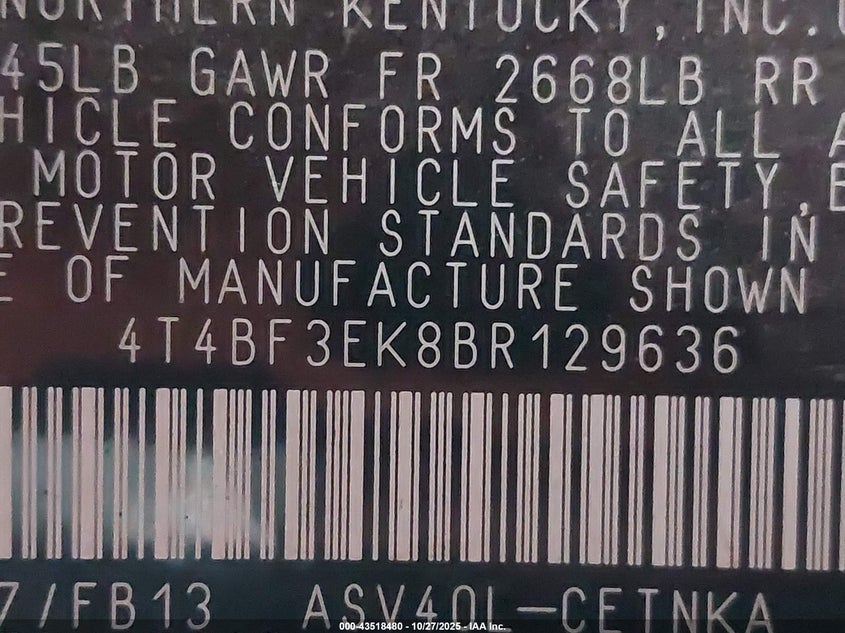 NORTHERN KENTUCKY, INC.
45LB GAWR FR 2668LB RR
HICLE CONFORMS TO ALL A
MOTOR VEHICLE SAFETY,
REVENTION STANDARDS IN
E OF MANUFACTURE SHOWN
4T4BF3EK8BR129636
7/FB13 ASV40L-CETNKA
000-43518480 - 10/27/2025 - IAA Inc.